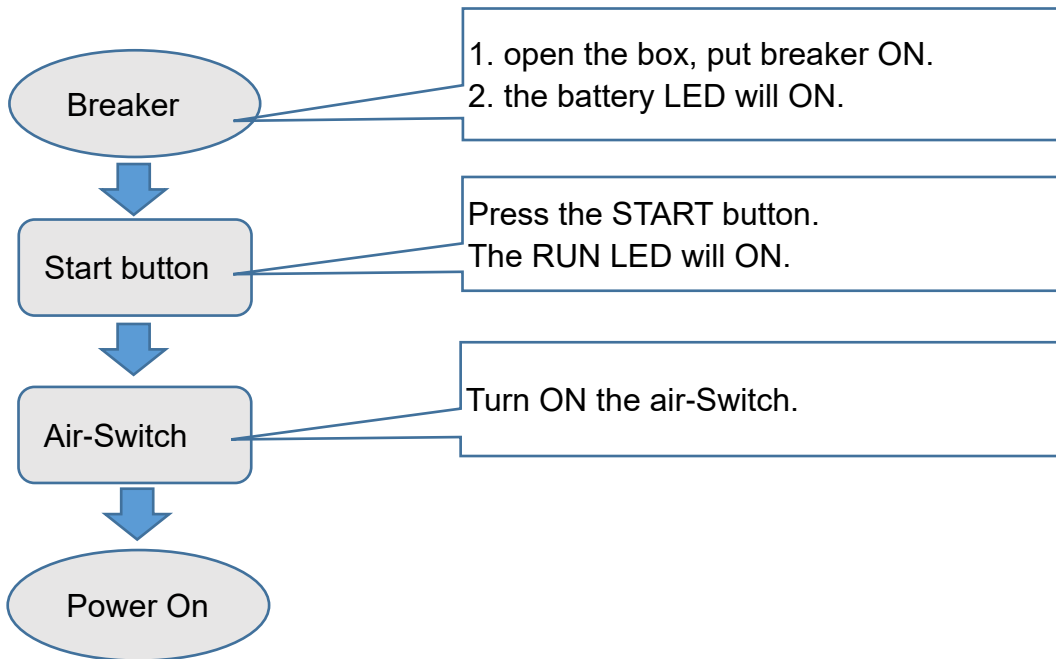 Breaker
1. open the box, put breaker ON.
2. the battery LED will ON.
Start button
Press the START button.
The RUN LED will ON.
Air-Switch
Turn ON the air-Switch.
Power On